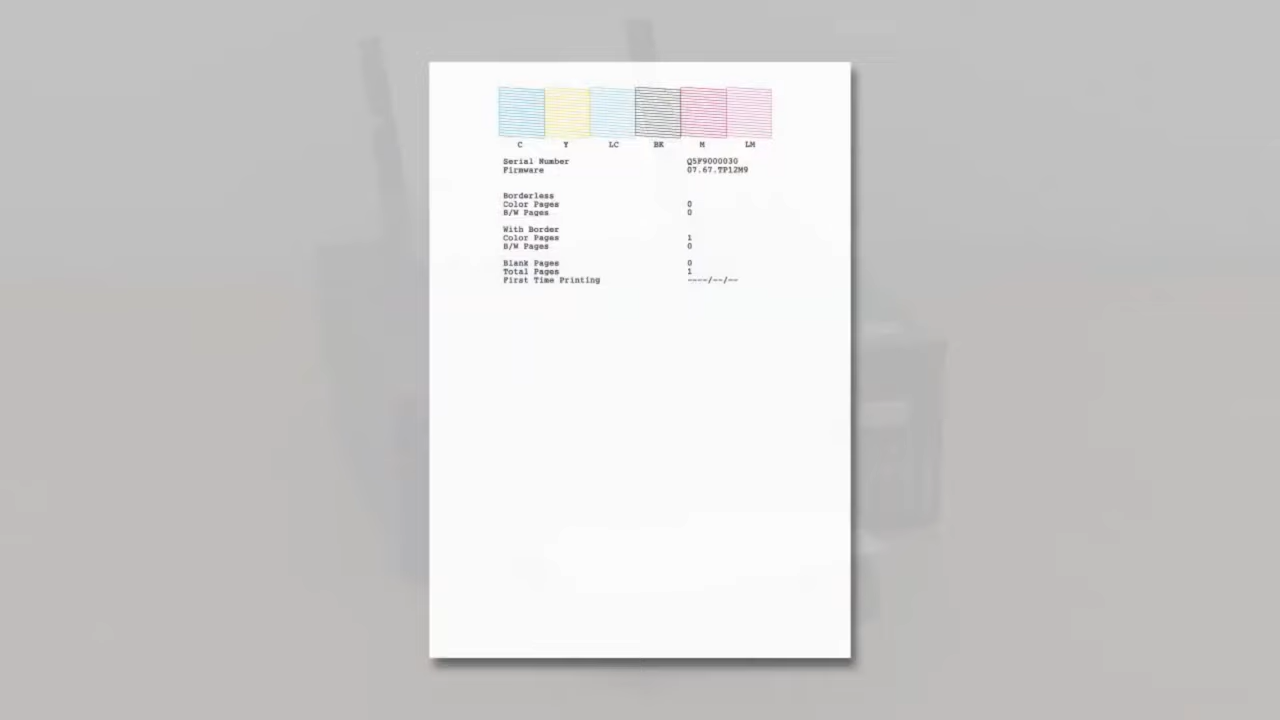 C Y LC BK M LM
Serial Number Q5F9000030
Firmware 07.67.TP12M9
Borderless
Color Pages 0
B/W Pages 0
With Border
Color Pages 1
B/W Pages 0
Blank Pages 0
Total Pages 1
First Time Printing ----/--/--